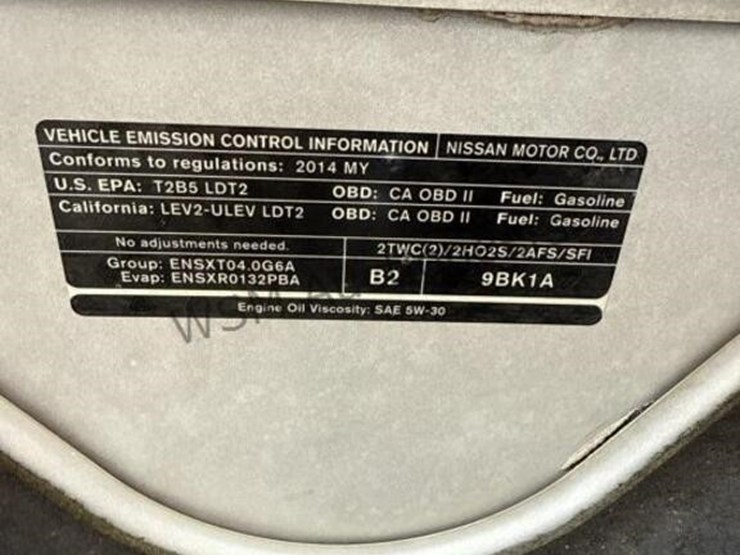 VEHICLE EMISSION CONTROL INFORMATION NISSAN MOTOR CO., LTD.
Conforms to regulations: 2014 MY
U.S. EPA: T2B5 LDT2 OBD: CA OBD II Fuel: Gasoline
California: LEV2-ULEV LDT2 OBD: CA OBD II Fuel: Gasoline
No adjustments needed. 2TWC(2)/2HO2S/2AFS/SFI
Group: ENSXT04.0G6A
Evap: ENSXR0132PBA B2 9BK1A
Engine Oil Viscosity: SAE 5W-30
WSM